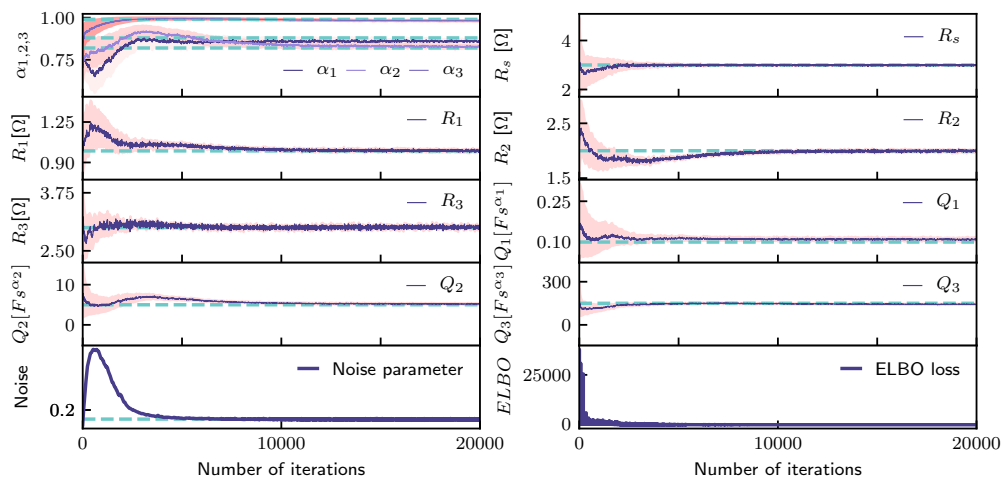 α1,2,3
1.00
0.75
α1 α2 α3
R1[Ω]
1.25
0.90
R1
R3[Ω]
3.75
2.50
R3
Q2[Fs^α2]
10
0
Q2
Noise
0.2
Noise parameter
0 10000 20000
Number of iterations
Rs [Ω]
4
2
Rs
R2 [Ω]
2.5
1.5
R2
Q1[Fs^α1]
0.25
0.10
Q1
Q3[Fs^α3]
300
0
Q3
ELBO
25000
0
ELBO loss
0 10000 20000
Number of iterations